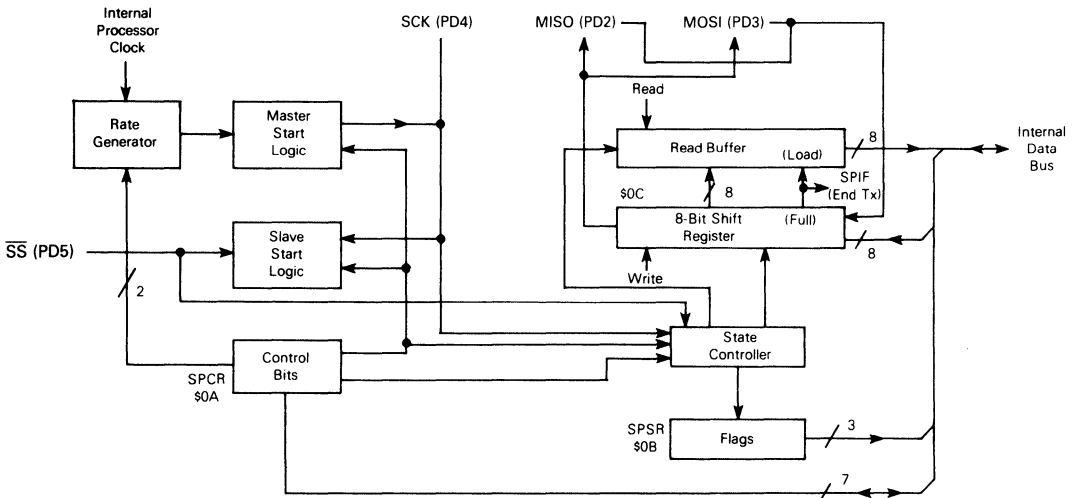 Internal
Processor
Clock
SCK (PD4)
MISO (PD2)
MOSI (PD3)
Rate
Generator
Master
Start
Logic
Read
Read Buffer
(Load)
8
Internal
Data
Bus
8
SPIF
(End Tx)
$0C
8-Bit Shift
Register
(Full)
8
SS (PD5)
Slave
Start
Logic
Write
2
State
Controller
Control
Bits
SPCR
$0A
SPSR
$0B
Flags
3
7